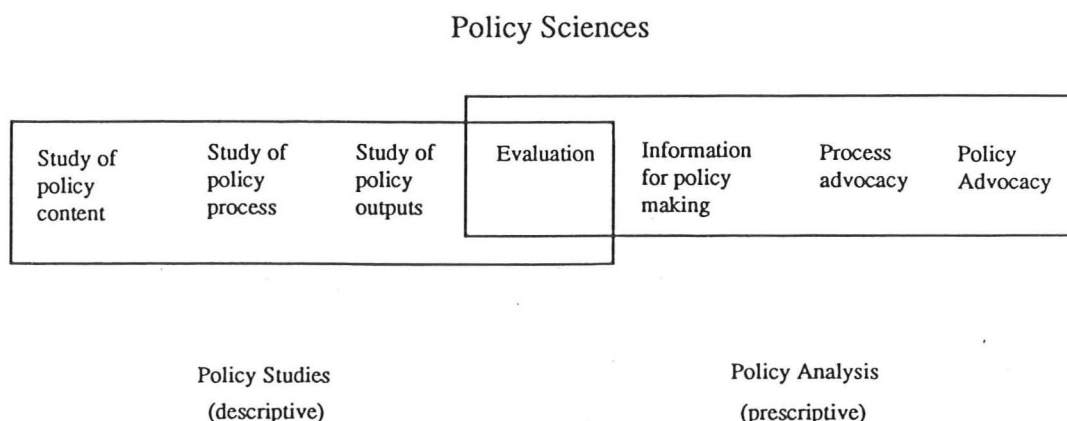 Policy Sciences
Study of
policy
content
Study of
policy
process
Study of
policy
outputs
Evaluation
Information
for policy
making
Process
advocacy
Policy
Advocacy
Policy Studies
(descriptive)
Policy Analysis
(prescriptive)